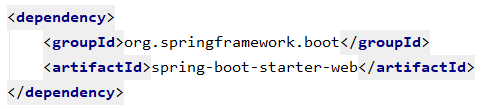 <dependency>
    <groupId>org.springframework.boot</groupId>
    <artifactId>spring-boot-starter-web</artifactId>
</dependency>